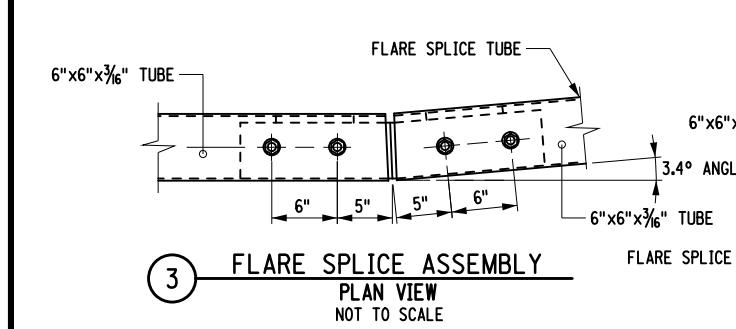 FLARE SPLICE TUBE
6"x6"x3/16" TUBE
6"x6"x
3.4° ANGL
6" 5" 5" 6"
6"x6"x3/16" TUBE
FLARE SPLICE
3 FLARE SPLICE ASSEMBLY
PLAN VIEW
NOT TO SCALE